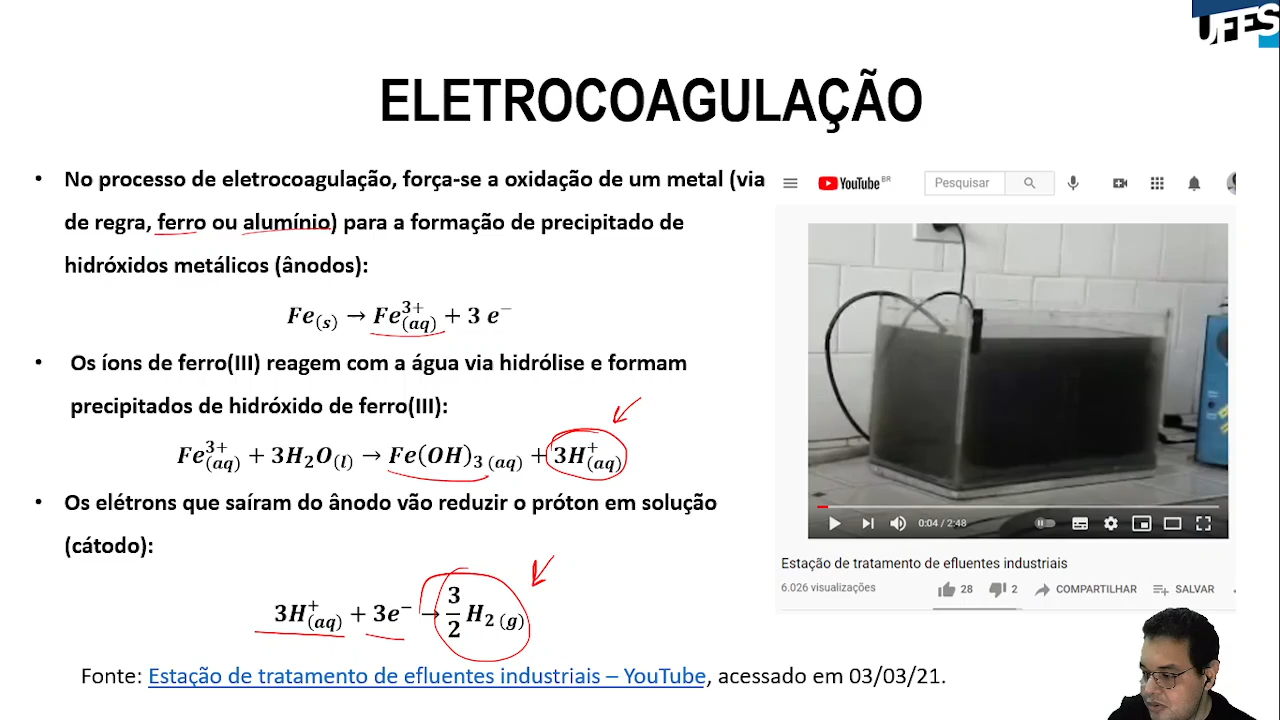 UFES
ELETROCOAGULAÇÃO
• No processo de eletrocoagulação, força-se a oxidação de um metal (via
de regra, ferro ou alumínio) para a formação de precipitado de
hidróxidos metálicos (ânodos):
Fe(s) → Fe³⁺(aq) + 3 e⁻
• Os íons de ferro(III) reagem com a água via hidrólise e formam
precipitados de hidróxido de ferro(III):
Fe³⁺(aq) + 3H₂O(l) → Fe(OH)₃ (aq) + 3H⁺(aq)
• Os elétrons que saíram do ânodo vão reduzir o próton em solução
(cátodo):
3H⁺(aq) + 3e⁻ → 3/2 H₂ (g)
Fonte: Estação de tratamento de efluentes industriais – YouTube, acessado em 03/03/21.
YouTube BR
Pesquisar
0:04 / 2:48
Estação de tratamento de efluentes industriais
6.026 visualizações
28
2
COMPARTILHAR
SALVAR